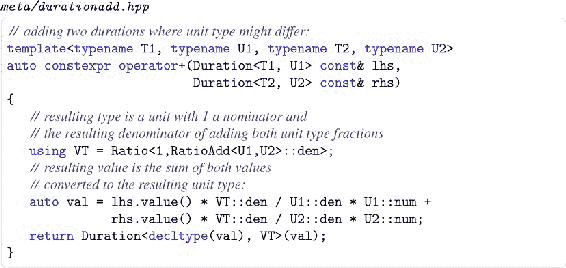 meta/durationadd.hpp
// adding two durations where unit type might differ:
template<typename T1, typename U1, typename T2, typename U2>
auto constexpr operator+(Duration<T1, U1> const& lhs,
Duration<T2, U2> const& rhs)
{
// resulting type is a unit with 1 a nominator and
// the resulting denominator of adding both unit type fractions
using VT = Ratio<1,RatioAdd<U1,U2>::den>;
// resulting value is the sum of both values
// converted to the resulting unit type:
auto val = lhs.value() * VT::den / U1::den * U1::num +
rhs.value() * VT::den / U2::den * U2::num;
return Duration<decltype(val), VT>(val);
}